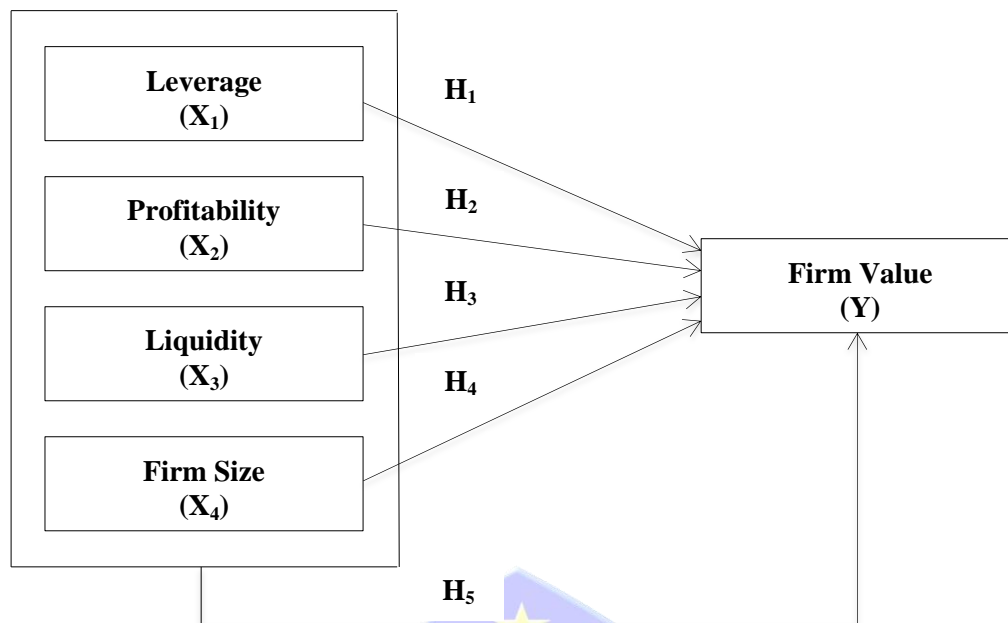 Leverage
(X₁)
H₁
Profitability
(X₂)
H₂
Firm Value
(Y)
H₃
Liquidity
(X₃)
H₄
Firm Size
(X₄)
H₅